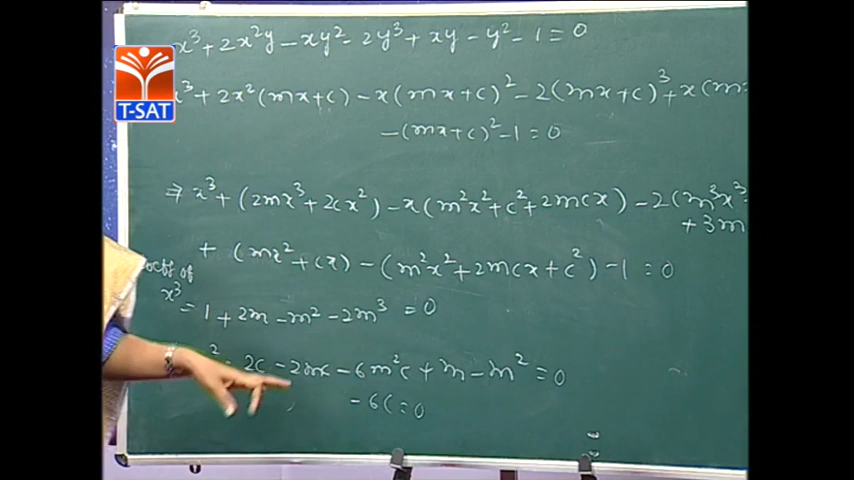 x³ + 2x²y - xy² - 2y³ + xy - y² - 1 = 0
T-SAT
x³ + 2x²(mx+c) - x(mx+c)² - 2(mx+c)³ + x(m
-(mx+c)² - 1 = 0
⇒ x³ + (2mx³ + 2cx²) - x(m²x² + c² + 2mcx) - 2(m³x³
+ 3m
+ (mx² + cx) - (m²x² + 2mcx + c²) - 1 = 0
coeff of
x³ = 1 + 2m - m² - 2m³ = 0
² = 2c - 2mc - 6m²c + m - m² = 0
- 6c = 0